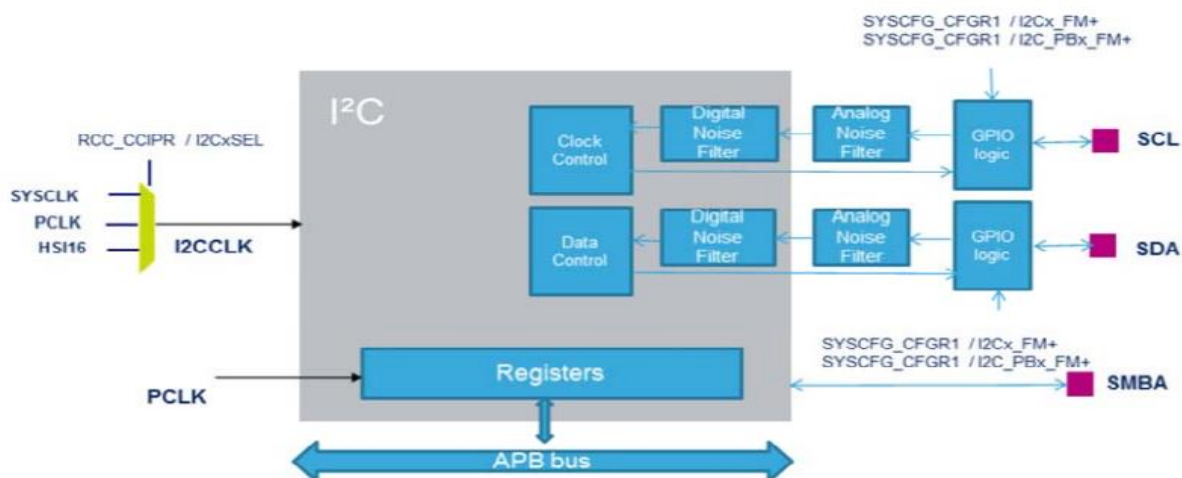 SYSCFG_CFGR1 / I2Cx_FM+
SYSCFG_CFGR1 / I2C_PBx_FM+
I²C
RCC_CCIPR / I2CxSEL
SYSCLK
PCLK
HSI16
I2CCLK
Clock
Control
Digital
Noise
Filter
Analog
Noise
Filter
GPIO
logic
SCL
Data
Control
Digital
Noise
Filter
Analog
Noise
Filter
GPIO
logic
SDA
SYSCFG_CFGR1 / I2Cx_FM+
SYSCFG_CFGR1 / I2C_PBx_FM+
Registers
PCLK
SMBA
APB bus